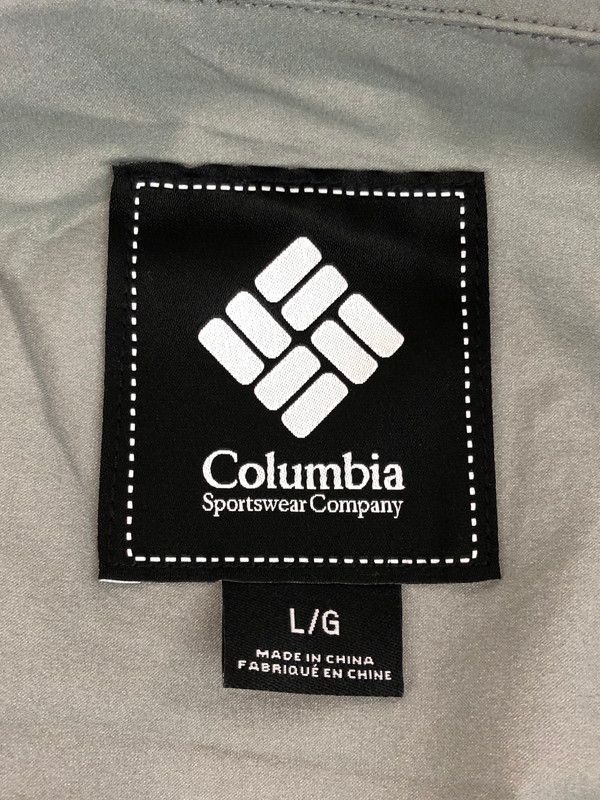 Columbia
Sportswear Company
L/G
MADE IN CHINA
FABRIQUÉ EN CHINE